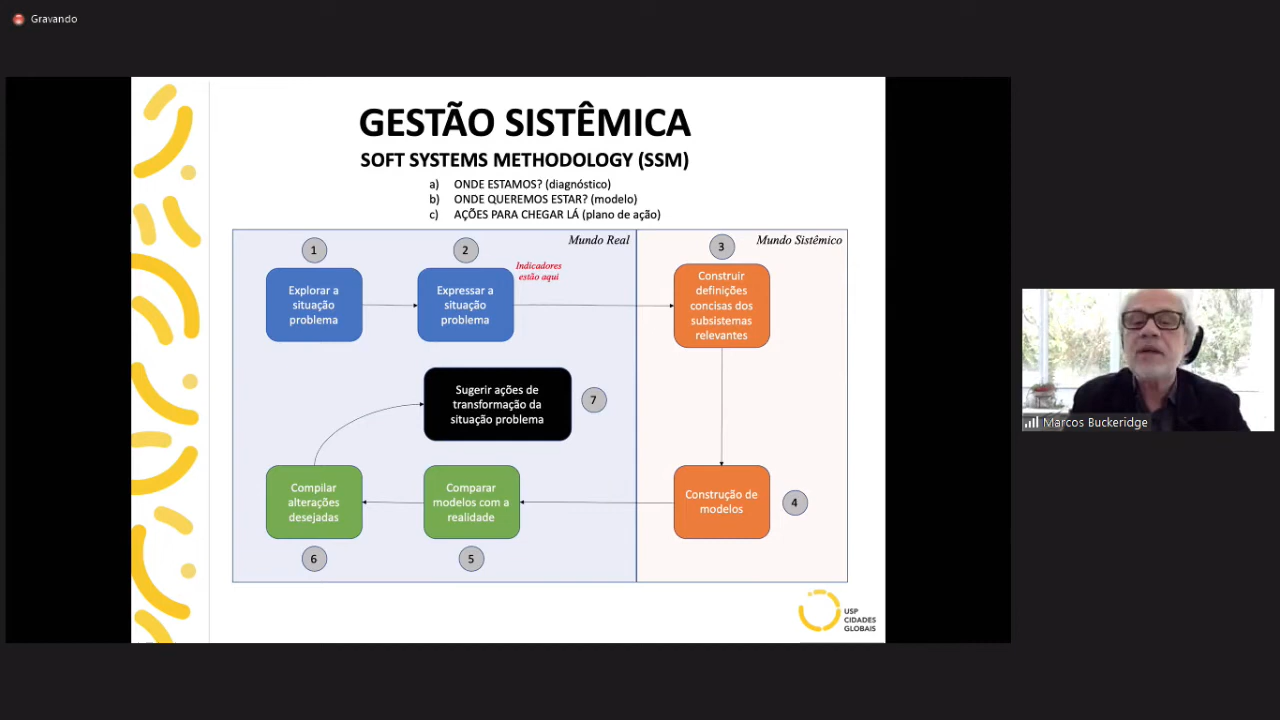 Gravando
GESTÃO SISTÊMICA
SOFT SYSTEMS METHODOLOGY (SSM)
a) ONDE ESTAMOS? (diagnóstico)
b) ONDE QUEREMOS ESTAR? (modelo)
c) AÇÕES PARA CHEGAR LÁ (plano de ação)
Mundo Real
Mundo Sistêmico
1
2
3
Indicadores
estão aqui
Explorar a
situação
problema
Expressar a
situação
problema
Construir
definições
concisas dos
subsistemas
relevantes
Sugerir ações de
transformação da
situação problema
7
Compilar
alterações
desejadas
Comparar
modelos com a
realidade
Construção de
modelos
4
6
5
USP
CIDADES
GLOBAIS
Marcos Buckeridge